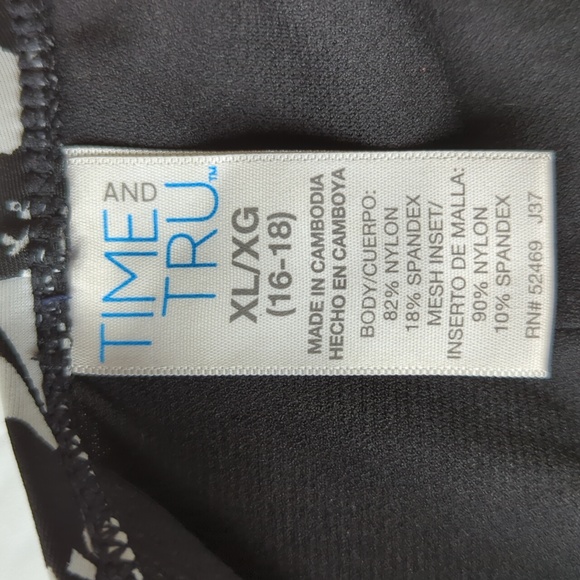 TIME AND
TRU™
XL/XG
(16-18)
MADE IN CAMBODIA
HECHO EN CAMBOYA
BODY/CUERPO:
82% NYLON
18% SPANDEX
MESH INSET/
INSERTO DE MALLA:
90% NYLON
10% SPANDEX
RN# 52469 J37